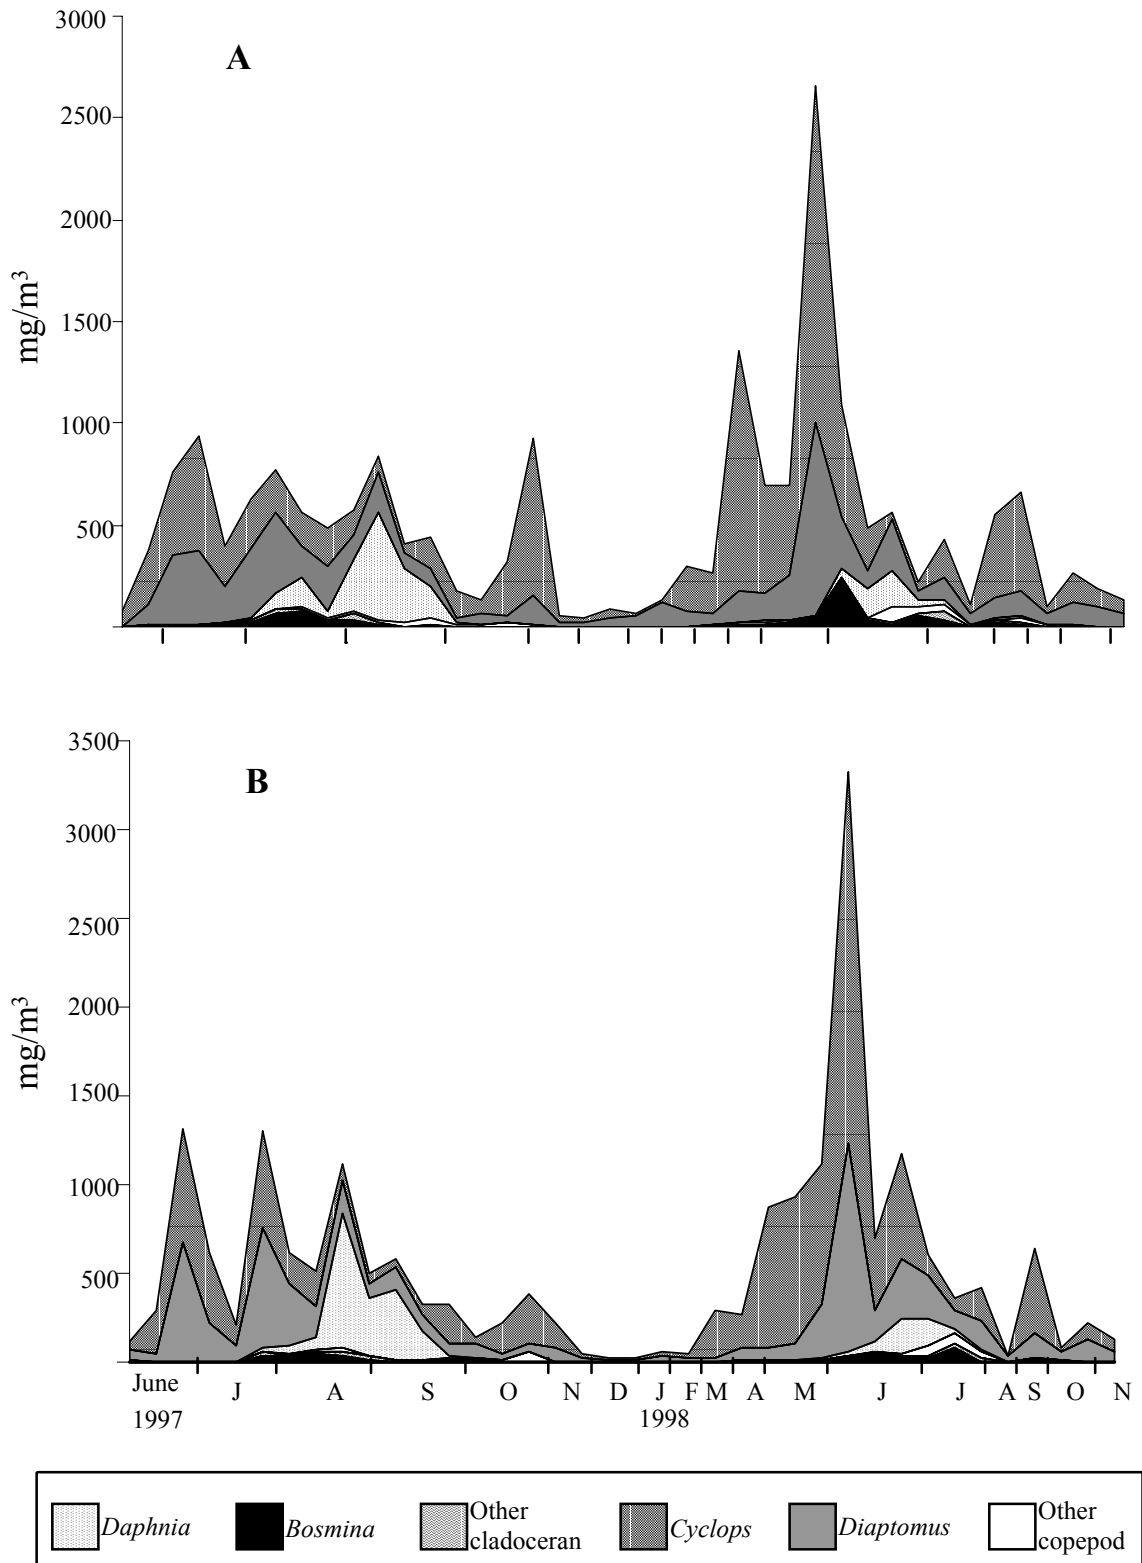 3000
A
2500
2000
1500
1000
500
mg/m³
3500
B
3000
2500
2000
1500
1000
500
mg/m³
June J A S O N D J F M A M J J A S O N
1997 1998
Daphnia Bosmina Other cladoceran Cyclops Diaptomus Other copepod